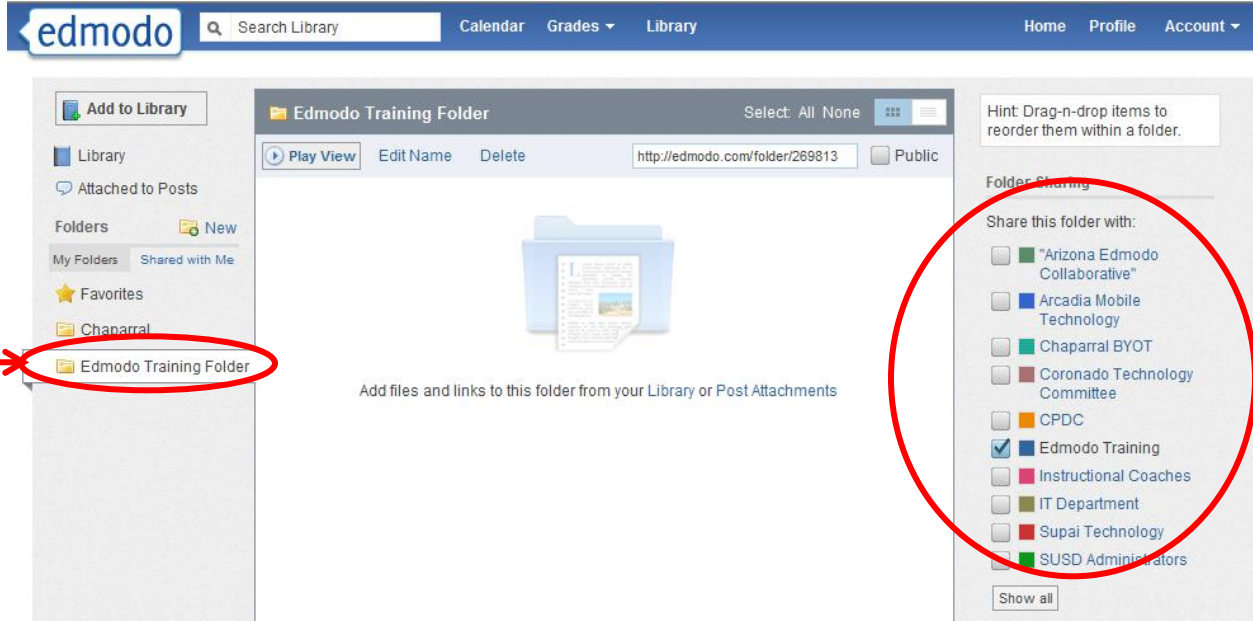 edmodo
Search Library
Calendar Grades Library
Home Profile Account
Add to Library
Library
Attached to Posts
Folders New
My Folders Shared with Me
Favorites
Chaparral
Edmodo Training Folder
Edmodo Training Folder
Select: All None
Play View Edit Name Delete
http://edmodo.com/folder/269813
Public
Add files and links to this folder from your Library or Post Attachments
Hint: Drag-n-drop items to
reorder them within a folder.
Folder Sharing
Share this folder with:
"Arizona Edmodo
Collaborative"
Arcadia Mobile
Technology
Chaparral BYOT
Coronado Technology
Committee
CPDC
Edmodo Training
Instructional Coaches
IT Department
Supai Technology
SUSD Administrators
Show all